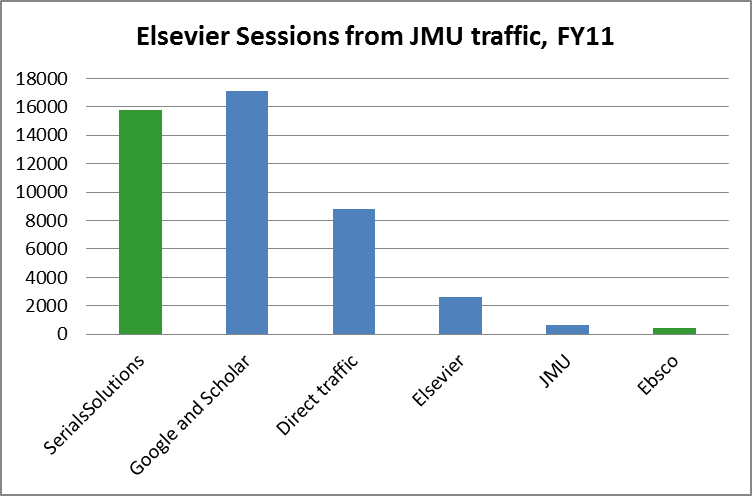 Elsevier Sessions from JMU traffic, FY11
18000
16000
14000
12000
10000
8000
6000
4000
2000
0
SerialsSolutions
Google and Scholar
Direct traffic
Elsevier
JMU
Ebsco